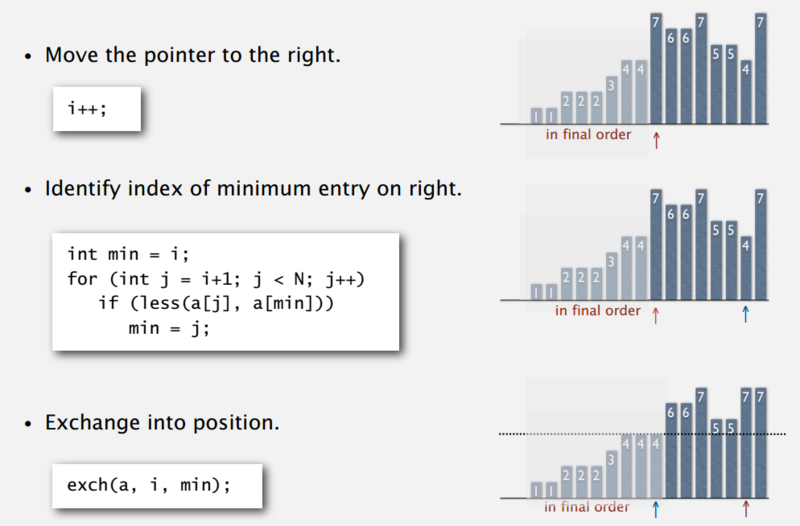 • Move the pointer to the right.
i++;
7 6 6 7 5 5 4 7
1 1 2 2 2 3 4 4
in final order
• Identify index of minimum entry on right.
int min = i;
for (int j = i+1; j < N; j++)
if (less(a[j], a[min]))
min = j;
7 6 6 7 5 5 4 7
1 1 2 2 2 3 4 4
in final order
• Exchange into position.
exch(a, i, min);
6 6 7 5 5 7 7
1 1 2 2 2 3 4 4 4
in final order